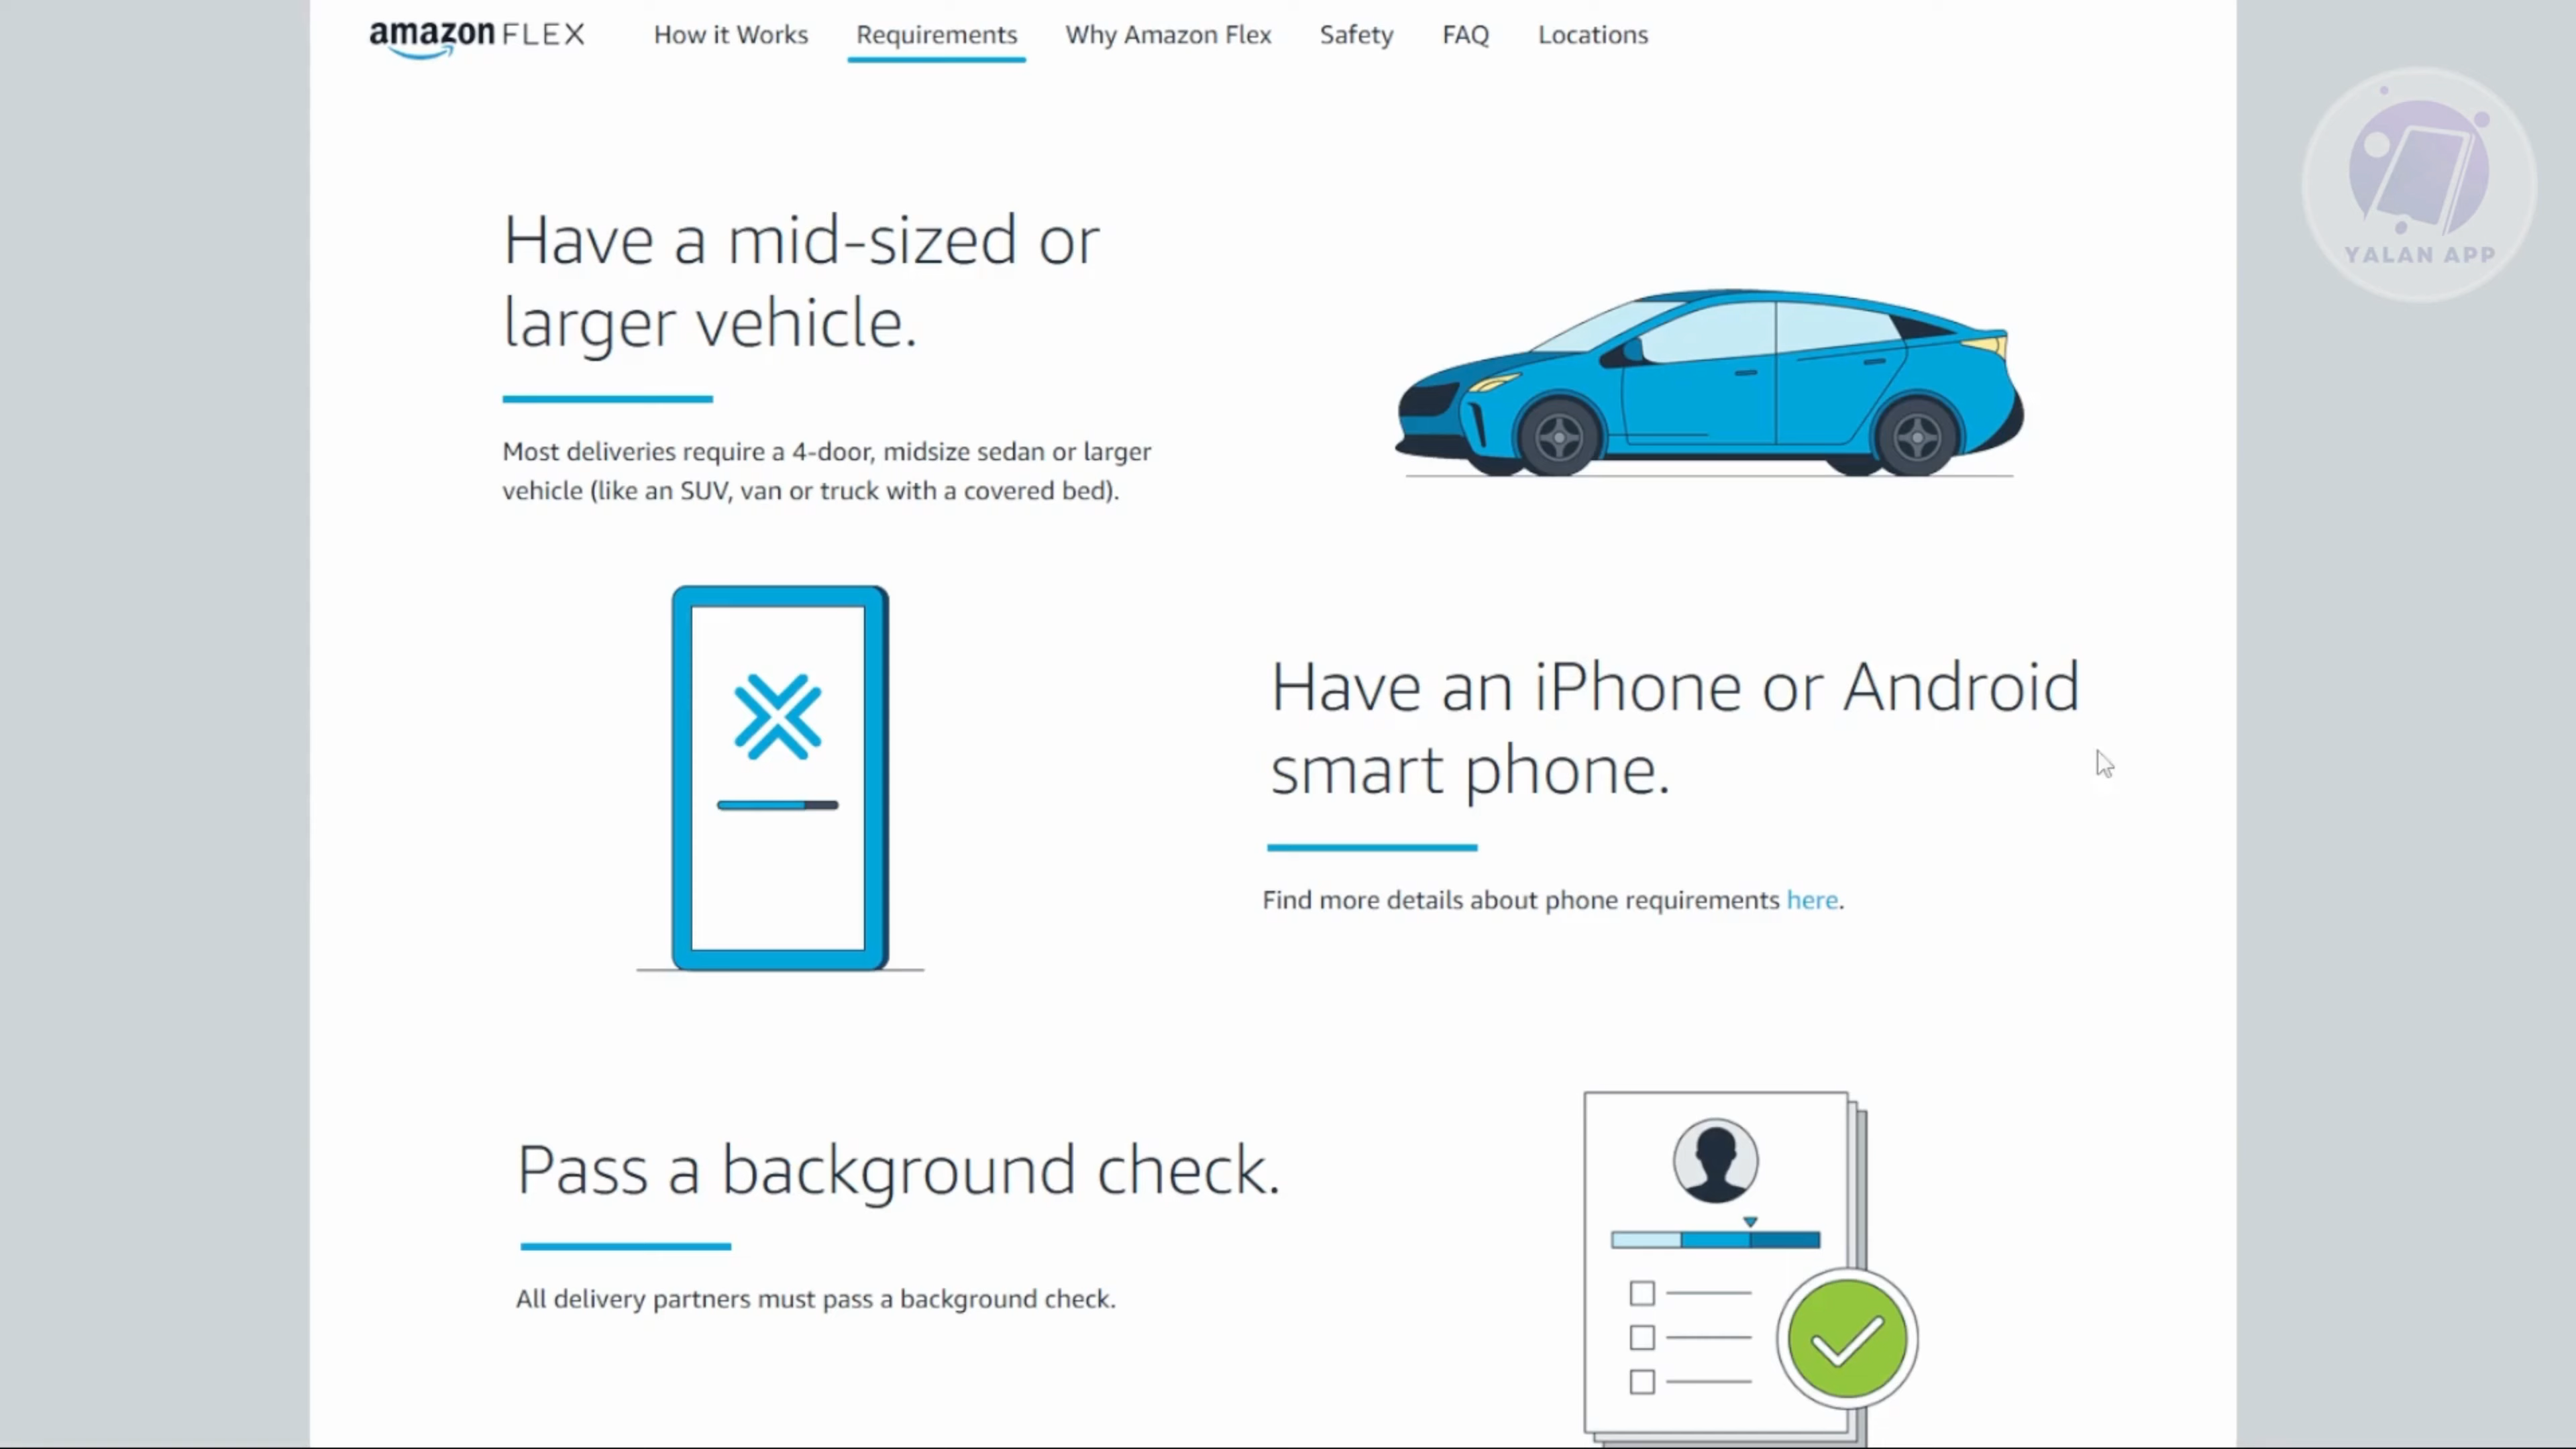 amazon FLEX
How it Works
Requirements
Why Amazon Flex
Safety
FAQ
Locations
YALAN APP
Have a mid-sized or
larger vehicle.
Most deliveries require a 4-door, midsize sedan or larger
vehicle (like an SUV, van or truck with a covered bed).
Have an iPhone or Android
smart phone.
Find more details about phone requirements here.
Pass a background check.
All delivery partners must pass a background check.